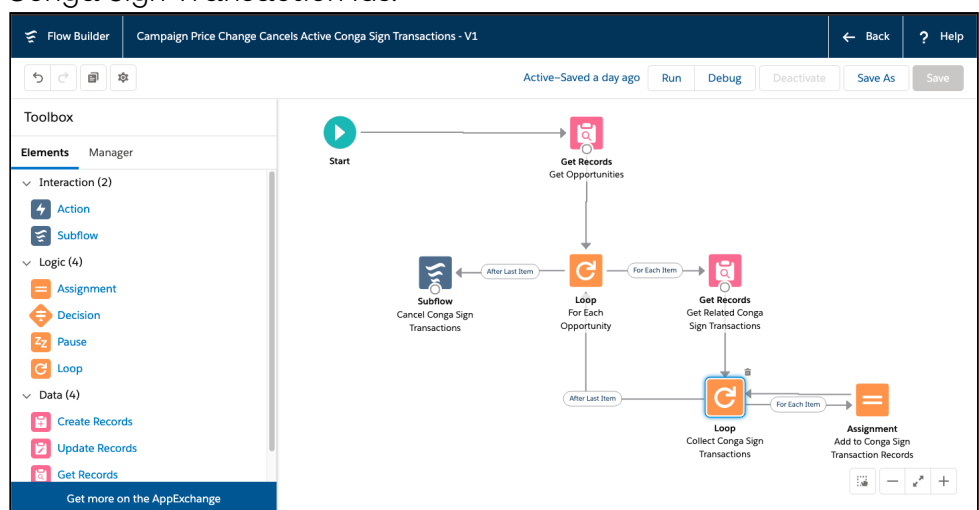 Flow Builder
Campaign Price Change Cancels Active Conga Sign Transactions - V1
Back
? Help
Active–Saved a day ago
Run
Debug
Deactivate
Save As
Save
Toolbox
Elements
Manager
Interaction (2)
Action
Subflow
Logic (4)
Assignment
Decision
Pause
Loop
Data (4)
Create Records
Update Records
Get Records
Get more on the AppExchange
Start
Get Records
Get Opportunities
After Last Item
For Each Item
Subflow
Cancel Conga Sign
Transactions
Loop
For Each
Opportunity
Get Records
Get Related Conga
Sign Transactions
After Last Item
For Each Item
Loop
Collect Conga Sign
Transactions
Assignment
Add to Conga Sign
Transaction Records